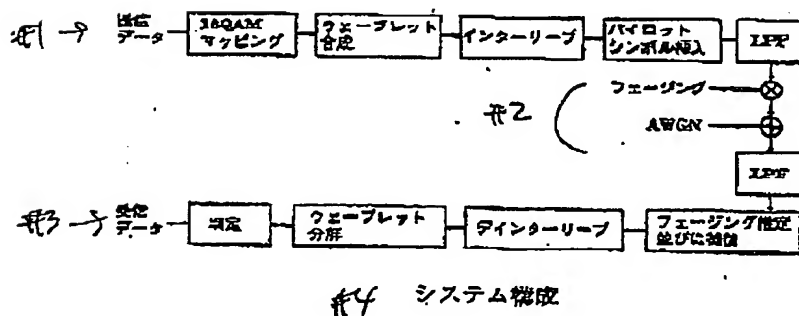 #1 → 送信
データ
16QAM
マッピング
ウェーブレット
合成
インターリーブ
パイロット
シンボル挿入
LPF
フェージング
#2
AWGN
LPF
#3 → 受信
データ
判定
ウェーブレット
分解
デインターリーブ
フェージング推定
並びに補償
#4 システム構成